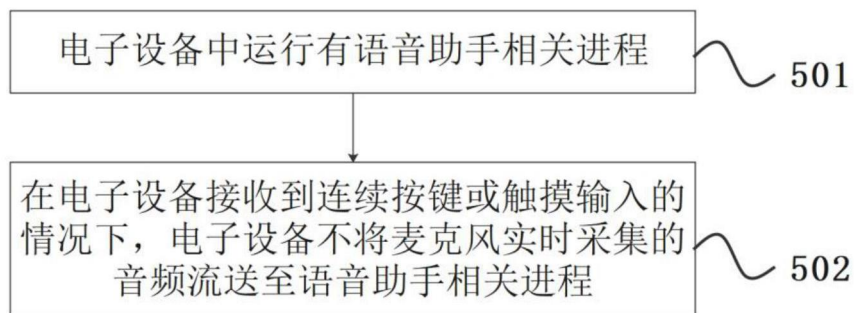 电子设备中运行有语音助手相关进程
501
在电子设备接收到连续按键或触摸输入的
情况下，电子设备不将麦克风实时采集的
音频流送至语音助手相关进程
502